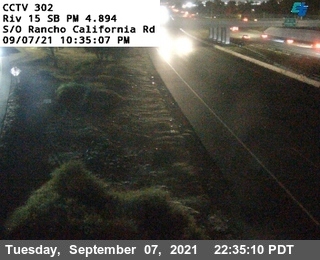 CCTV 302
Riv 15 SB PM 4.894
S/O Rancho California Rd
09/07/21 10:35:07 PM
Tuesday, September 07, 2021 22:35:10 PDT